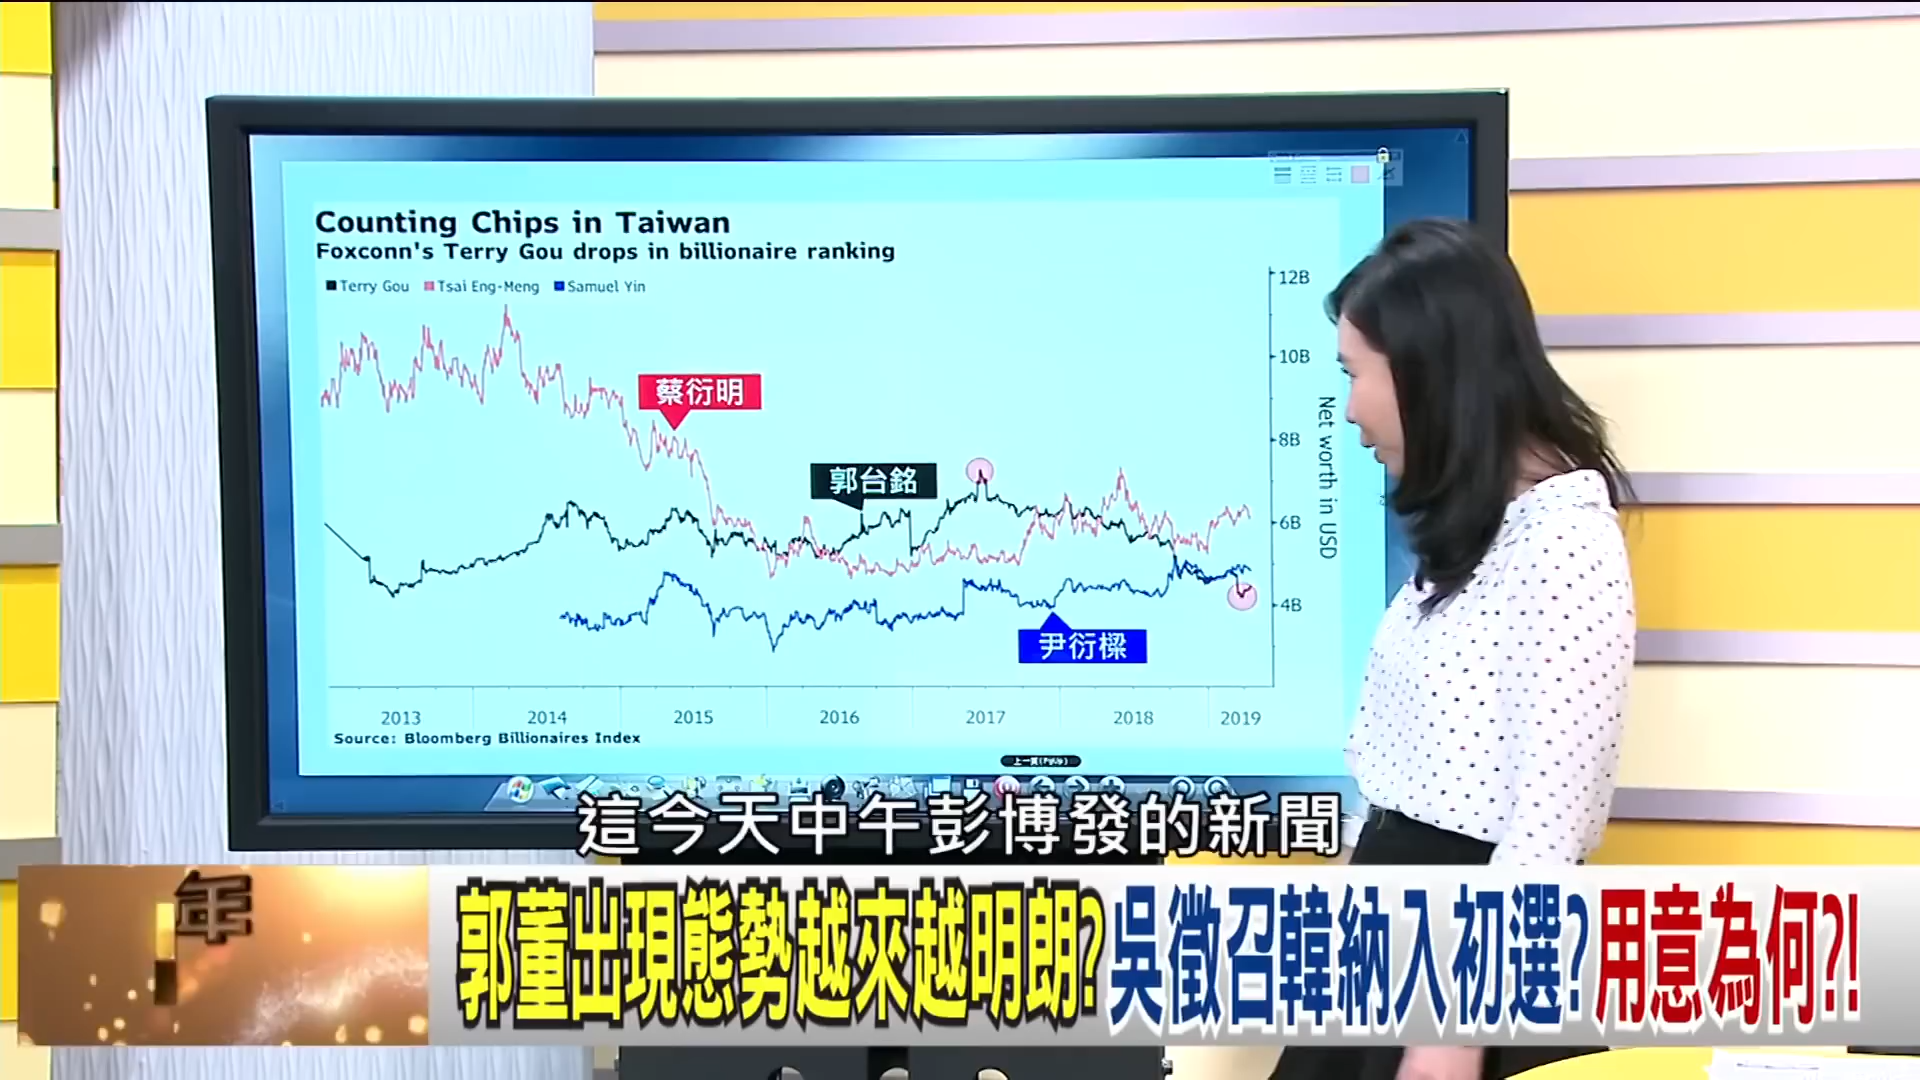 Counting Chips in Taiwan
Foxconn's Terry Gou drops in billionaire ranking
Terry Gou Tsai Eng-Meng Samuel Yin
12B
10B
8B
6B
4B
Net worth in USD
蔡衍明
郭台銘
尹衍樑
2013 2014 2015 2016 2017 2018 2019
Source: Bloomberg Billionaires Index
上一頁(PgUp)
這今天中午彭博發的新聞
年
郭董出現態勢越來越明朗?吳徵召韓納入初選?用意為何?!